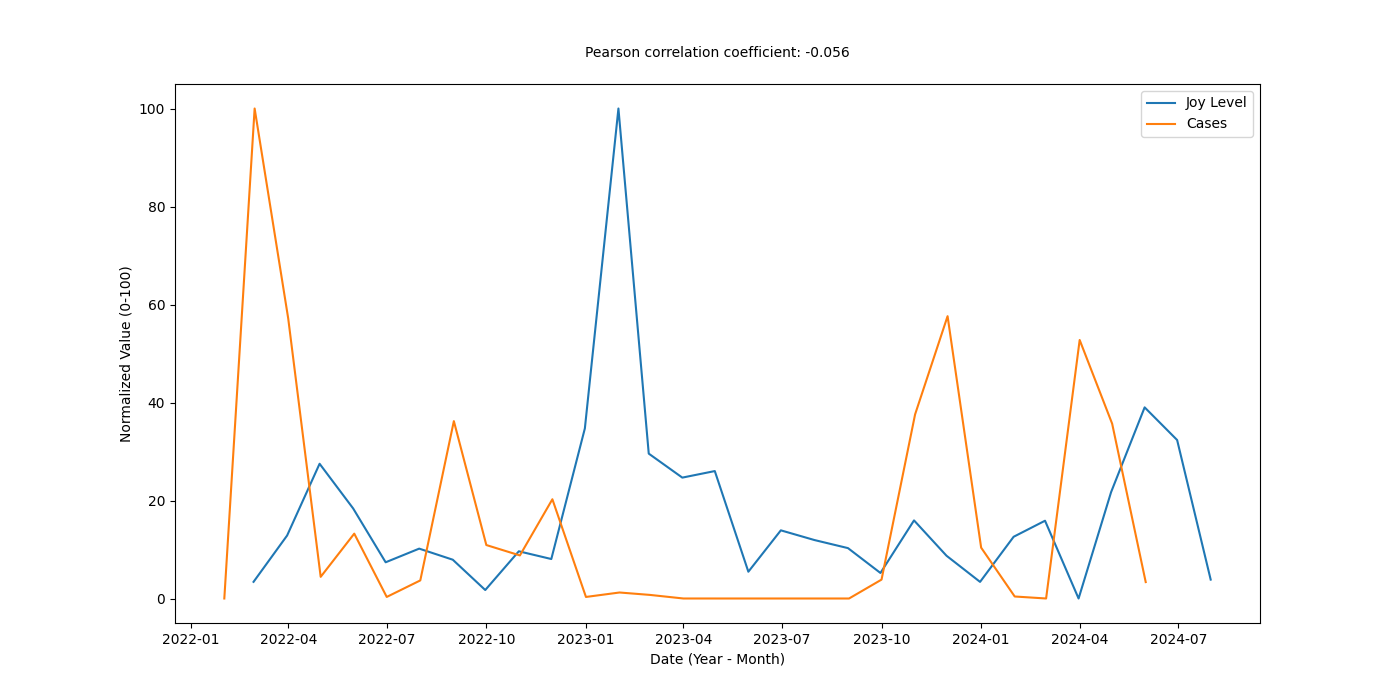 Pearson correlation coefficient: -0.056
Joy Level
Cases
100
80
60
40
20
0
Normalized Value (0-100)
2022-01 2022-04 2022-07 2022-10 2023-01 2023-04 2023-07 2023-10 2024-01 2024-04 2024-07
Date (Year - Month)